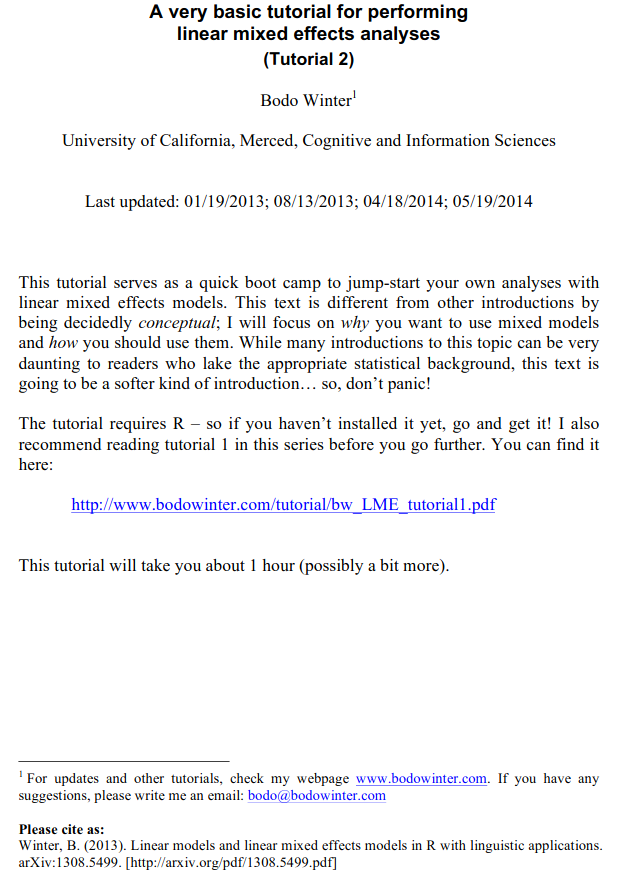 A very basic tutorial for performing
linear mixed effects analyses
(Tutorial 2)
Bodo Winter1
University of California, Merced, Cognitive and Information Sciences
Last updated: 01/19/2013; 08/13/2013; 04/18/2014; 05/19/2014
This tutorial serves as a quick boot camp to jump-start your own analyses with
linear mixed effects models. This text is different from other introductions by
being decidedly conceptual; I will focus on why you want to use mixed models
and how you should use them. While many introductions to this topic can be very
daunting to readers who lake the appropriate statistical background, this text is
going to be a softer kind of introduction… so, don’t panic!
The tutorial requires R – so if you haven’t installed it yet, go and get it! I also
recommend reading tutorial 1 in this series before you go further. You can find it
here:
http://www.bodowinter.com/tutorial/bw_LME_tutorial1.pdf
This tutorial will take you about 1 hour (possibly a bit more).
1 For updates and other tutorials, check my webpage www.bodowinter.com. If you have any
suggestions, please write me an email: bodo@bodowinter.com
Please cite as:
Winter, B. (2013). Linear models and linear mixed effects models in R with linguistic applications.
arXiv:1308.5499. [http://arxiv.org/pdf/1308.5499.pdf]